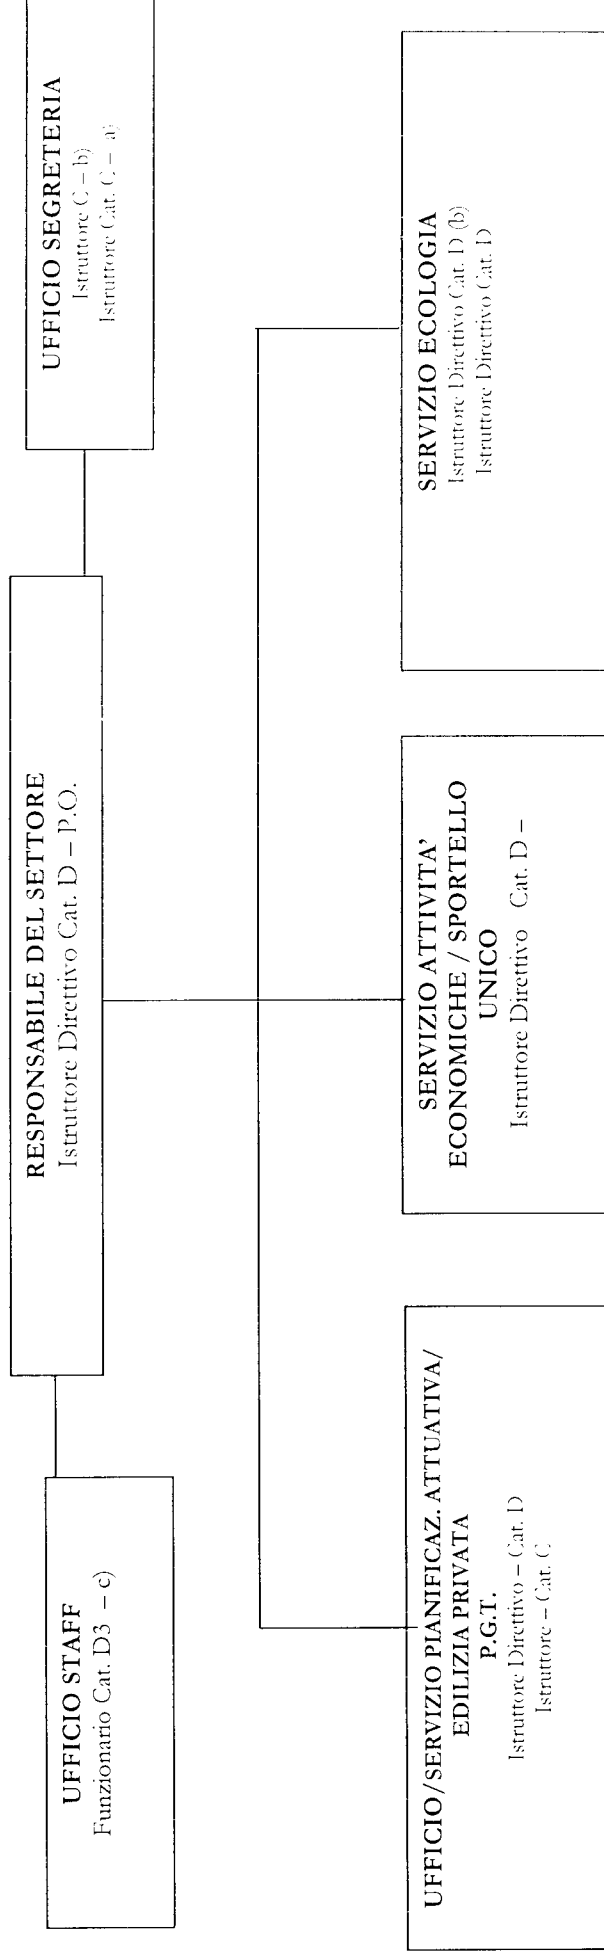 UFFICIO STAFF
Funzionario Cat. D3 – c)
RESPONSABILE DEL SETTORE
Istruttore Direttivo Cat. D – P.O.
UFFICIO SEGRETERIA
Istruttore C – b)
Istruttore Cat. C – a)
UFFICIO/SERVIZIO PIANIFICAZ. ATTUATIVA/
EDILIZIA PRIVATA
P.G.T.
Istruttore Direttivo – Cat. D
Istruttore – Cat. C
SERVIZIO ATTIVITA'
ECONOMICHE / SPORTELLO
UNICO
Istruttore Direttivo Cat. D –
SERVIZIO ECOLOGIA
Istruttore Direttivo Cat. D (b)
Istruttore Direttivo Cat. D